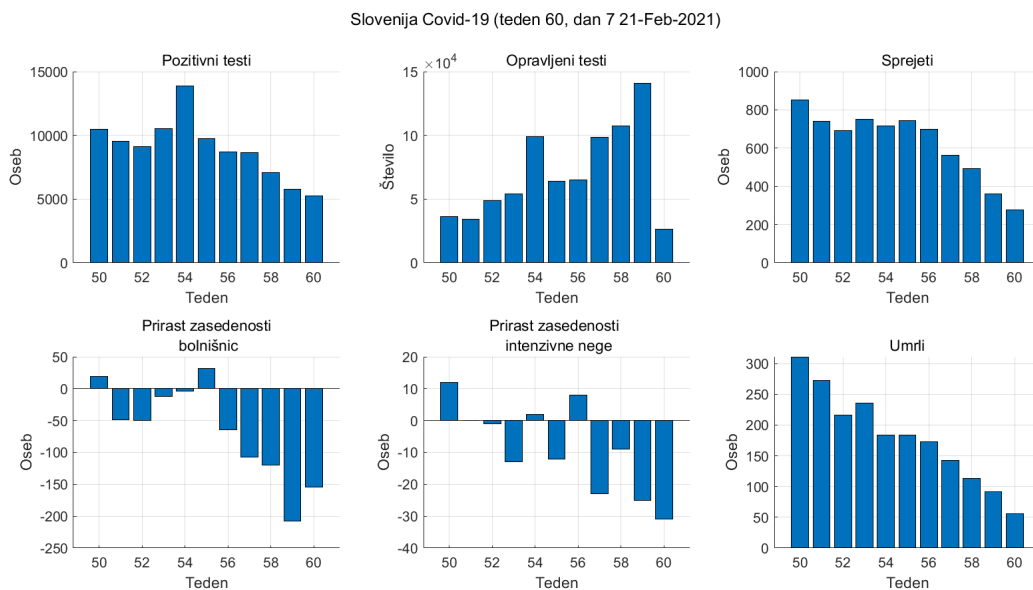 Slovenija Covid-19 (teden 60, dan 7 21-Feb-2021)
Pozitivni testi
15000
10000
5000
0
Oseb
50 52 54 56 58 60
Teden
Opravljeni testi
×10^4
15
10
5
0
Število
50 52 54 56 58 60
Teden
Sprejeti
1000
800
600
400
200
0
Oseb
50 52 54 56 58 60
Teden
Prirast zasedenosti
bolnišnic
50
0
-50
-100
-150
-200
-250
Oseb
50 52 54 56 58 60
Teden
Prirast zasedenosti
intenzivne nege
20
10
0
-10
-20
-30
-40
Oseb
50 52 54 56 58 60
Teden
Umrli
300
250
200
150
100
50
0
Oseb
50 52 54 56 58 60
Teden